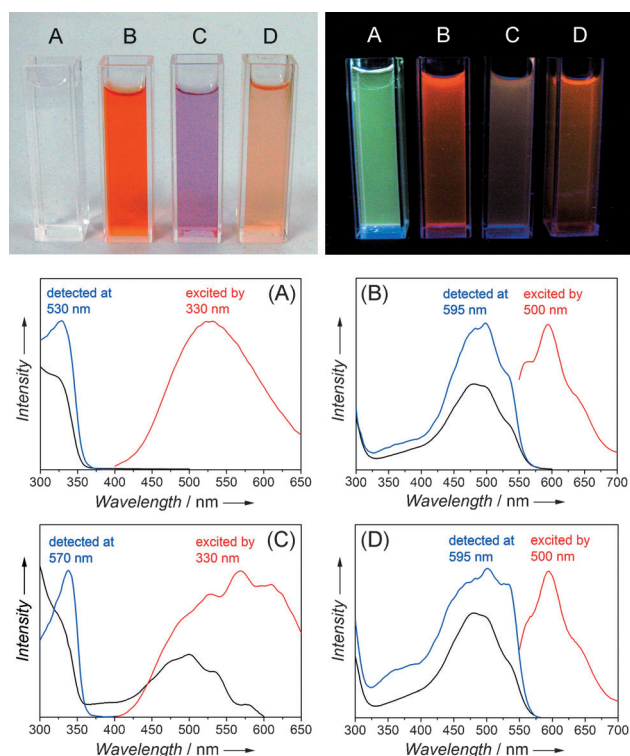 A B C D
A B C D
(A)
detected at
530 nm
excited by
330 nm
Intensity
300 350 400 450 500 550 600 650
Wavelength / nm
(B)
detected at
595 nm
excited by
500 nm
Intensity
300 350 400 450 500 550 600 650 700
Wavelength / nm
(C)
detected at
570 nm
excited by
330 nm
Intensity
300 350 400 450 500 550 600 650
Wavelength / nm
(D)
detected at
595 nm
excited by
500 nm
Intensity
300 350 400 450 500 550 600 650 700
Wavelength / nm